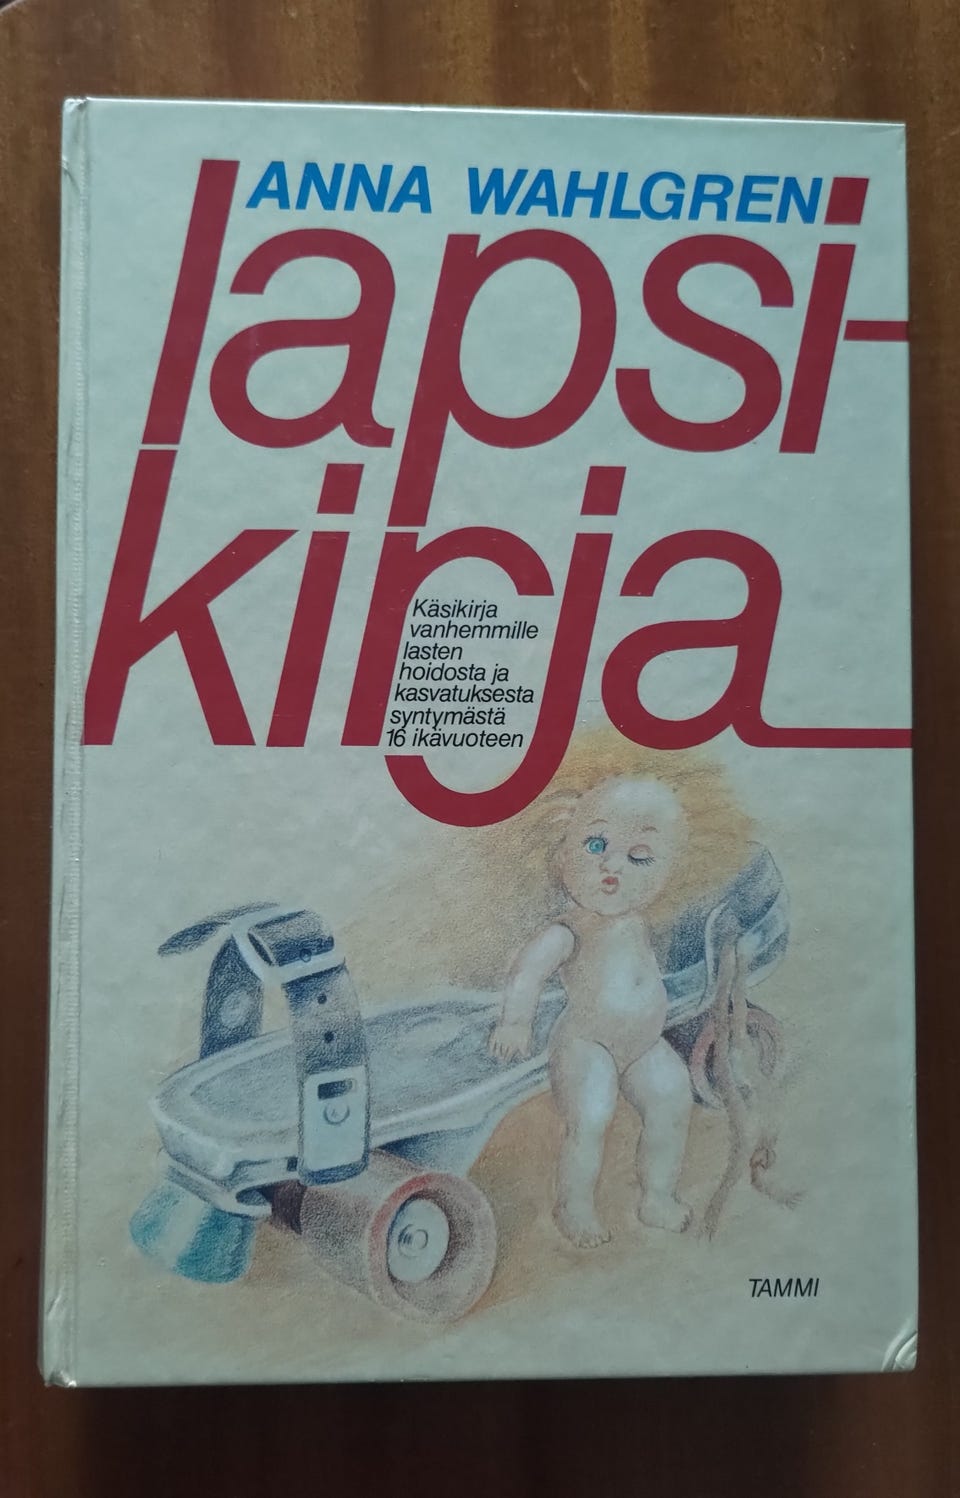 ANNA WAHLGREN
lapsi-
kirja
Käsikirja
vanhemmille
lasten
hoidosta ja
kasvatuksesta
syntymästä
16 ikävuoteen
TAMMI